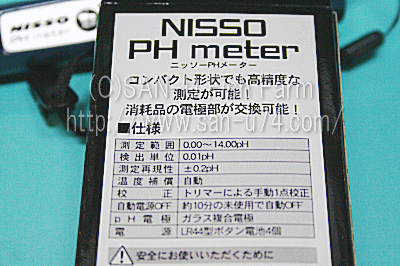 NISSO
PH meter
NISSO
PH meter
ニッソーPHメーター
コンパクト形状でも高精度な
測定が可能!
消耗品の電極部が交換可能!
■仕様
測定範囲 0.00～14.00pH
検出単位 0.01pH
測定再現性 ±0.2pH
温度補償 自動
校正 トリマーによる手動1点校正
自動電源OFF 約10分の未使用で自動OFF
pH電極 ガラス複合電極
電源 LR44型ボタン電池4個
安全にお使いいただくために
(C)SAN Farm
http://www.san-u74.com/